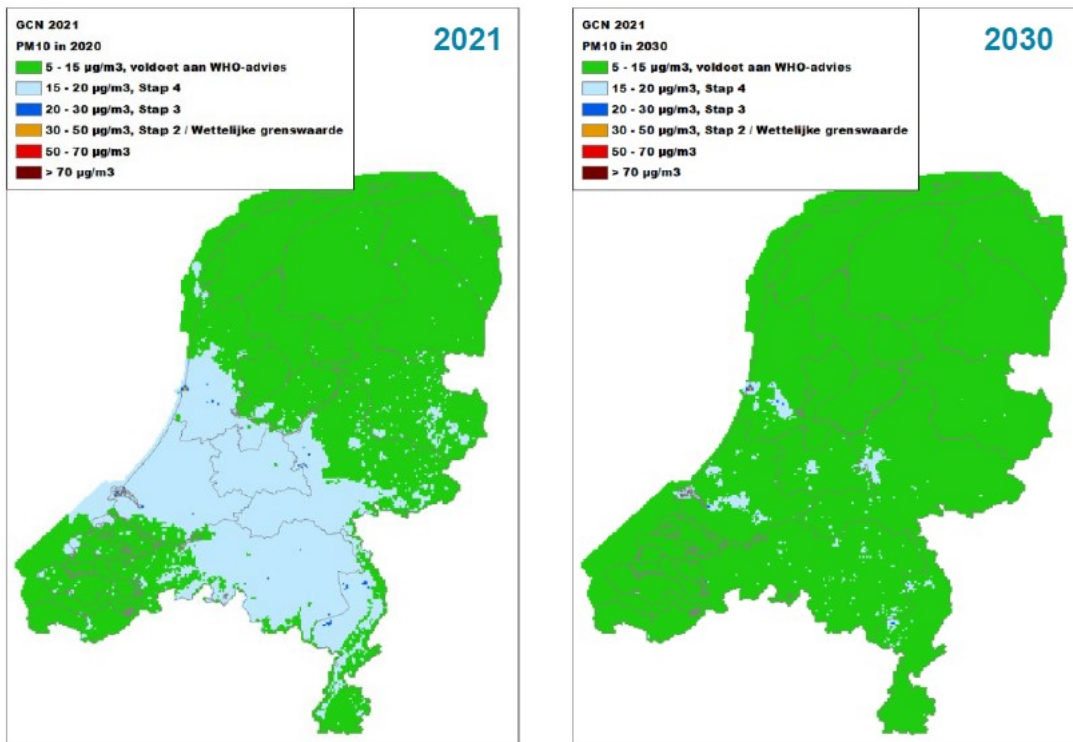 GCN 2021
PM10 in 2020
2021
5 - 15 µg/m3, voldoet aan WHO-advies
15 - 20 µg/m3, Stap 4
20 - 30 µg/m3, Stap 3
30 - 50 µg/m3, Stap 2 / Wettelijke grenswaarde
50 - 70 µg/m3
> 70 µg/m3
GCN 2021
PM10 in 2030
2030
5 - 15 µg/m3, voldoet aan WHO-advies
15 - 20 µg/m3, Stap 4
20 - 30 µg/m3, Stap 3
30 - 50 µg/m3, Stap 2 / Wettelijke grenswaarde
50 - 70 µg/m3
> 70 µg/m3